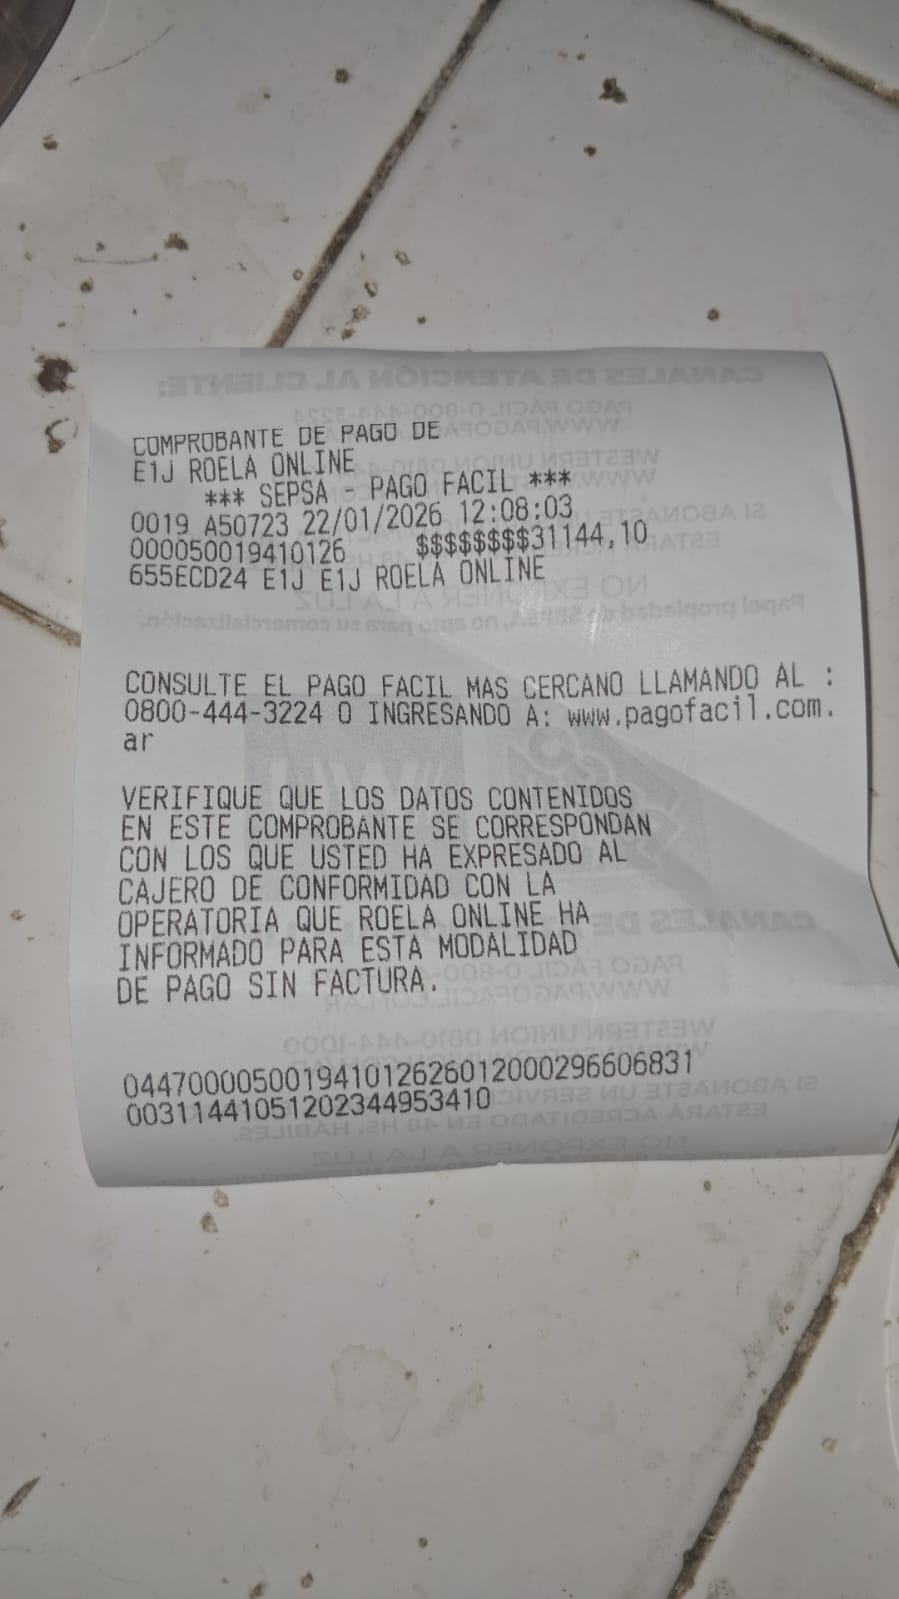 COMPROBANTE DE PAGO DE
E1J ROELA ONLINE
*** SEPSA - PAGO FACIL ***
0019 A50723 22/01/2026 12:08:03
000050019410126 $$$$$$$$31144,10
655ECD24 E1J E1J ROELA ONLINE
CONSULTE EL PAGO FACIL MAS CERCANO LLAMANDO AL :
0800-444-3224 O INGRESANDO A: www.pagofacil.com.
ar
VERIFIQUE QUE LOS DATOS CONTENIDOS
EN ESTE COMPROBANTE SE CORRESPONDAN
CON LOS QUE USTED HA EXPRESADO AL
CAJERO DE CONFORMIDAD CON LA
OPERATORIA QUE ROELA ONLINE HA
INFORMADO PARA ESTA MODALIDAD
DE PAGO SIN FACTURA.
044700005001941012626012000296606831
003114410512023449534​10